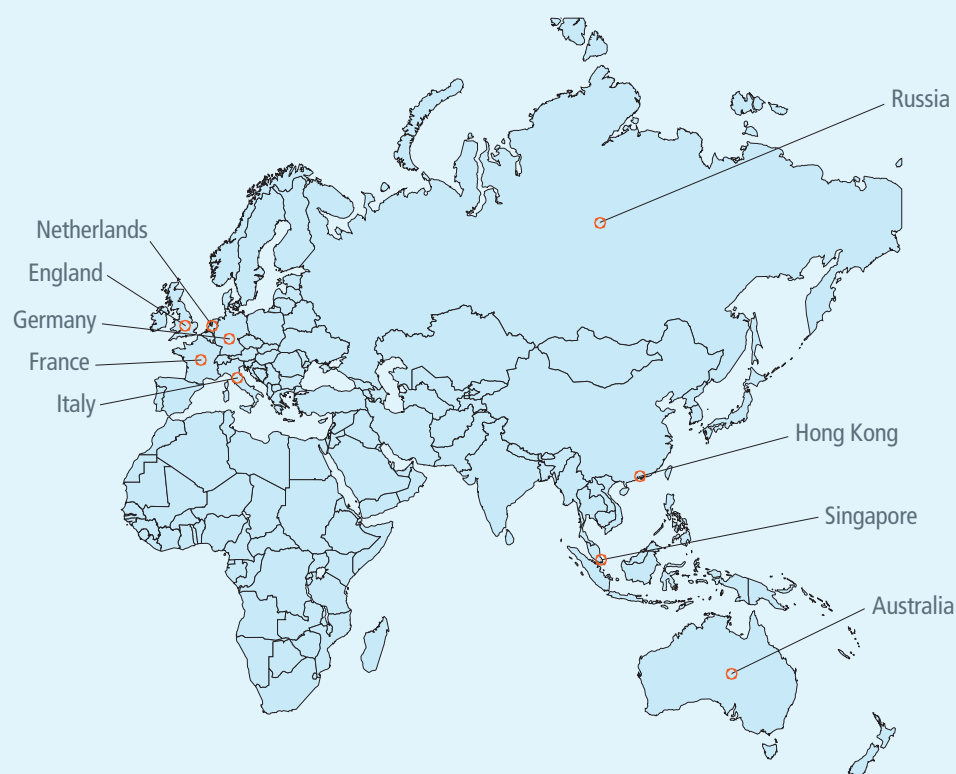 Russia
Netherlands
England
Germany
France
Italy
Hong Kong
Singapore
Australia